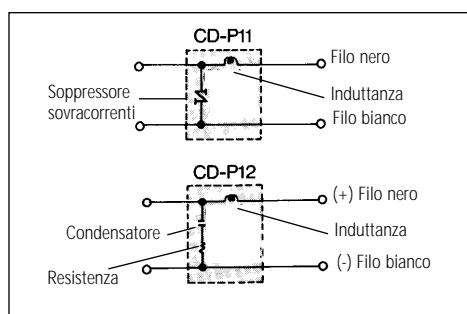 CD-P11
Filo nero
Soppressore
sovracorrenti
Induttanza
Filo bianco
CD-P12
(+) Filo nero
Condensatore
Induttanza
Resistenza
(-) Filo bianco